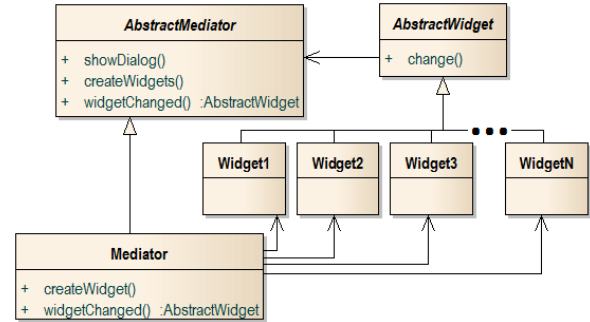 AbstractMediator
+ showDialog()
+ createWidgets()
+ widgetChanged() :AbstractWidget
AbstractWidget
+ change()
Widget1
Widget2
Widget3
WidgetN
Mediator
+ createWidget()
+ widgetChanged() :AbstractWidget